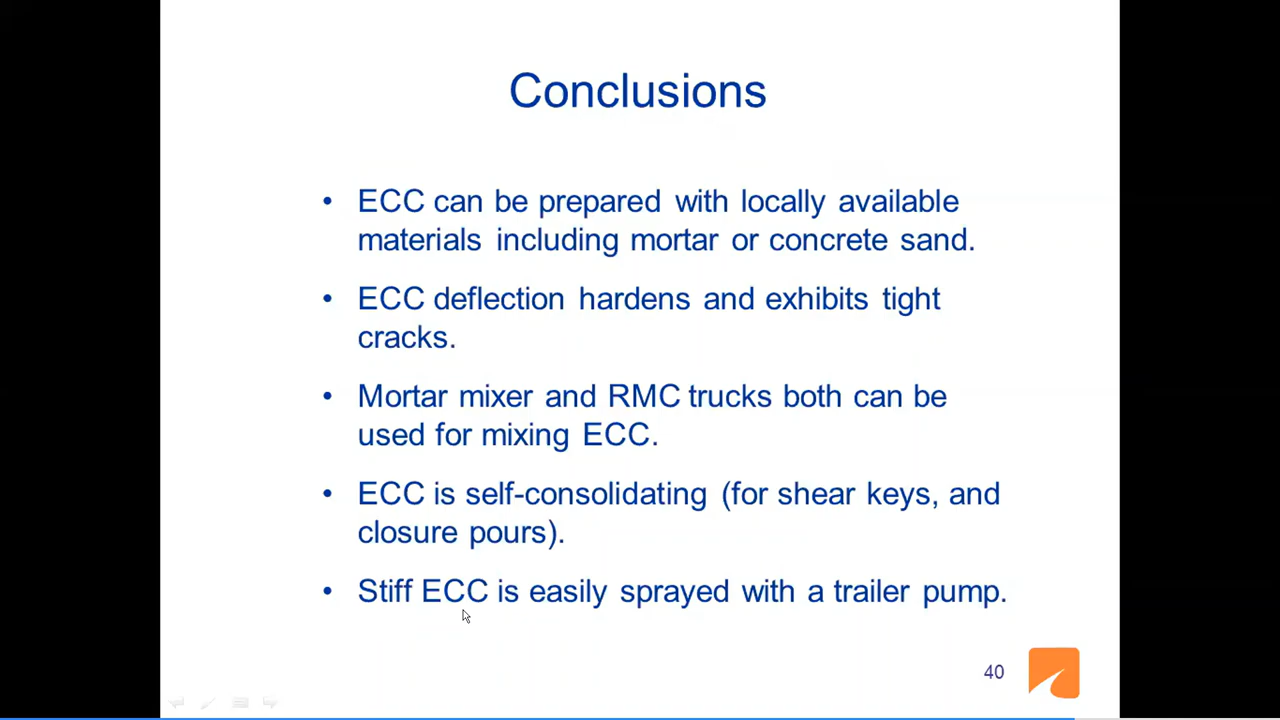 Conclusions
• ECC can be prepared with locally available
materials including mortar or concrete sand.
• ECC deflection hardens and exhibits tight
cracks.
• Mortar mixer and RMC trucks both can be
used for mixing ECC.
• ECC is self-consolidating (for shear keys, and
closure pours).
• Stiff ECC is easily sprayed with a trailer pump.
40